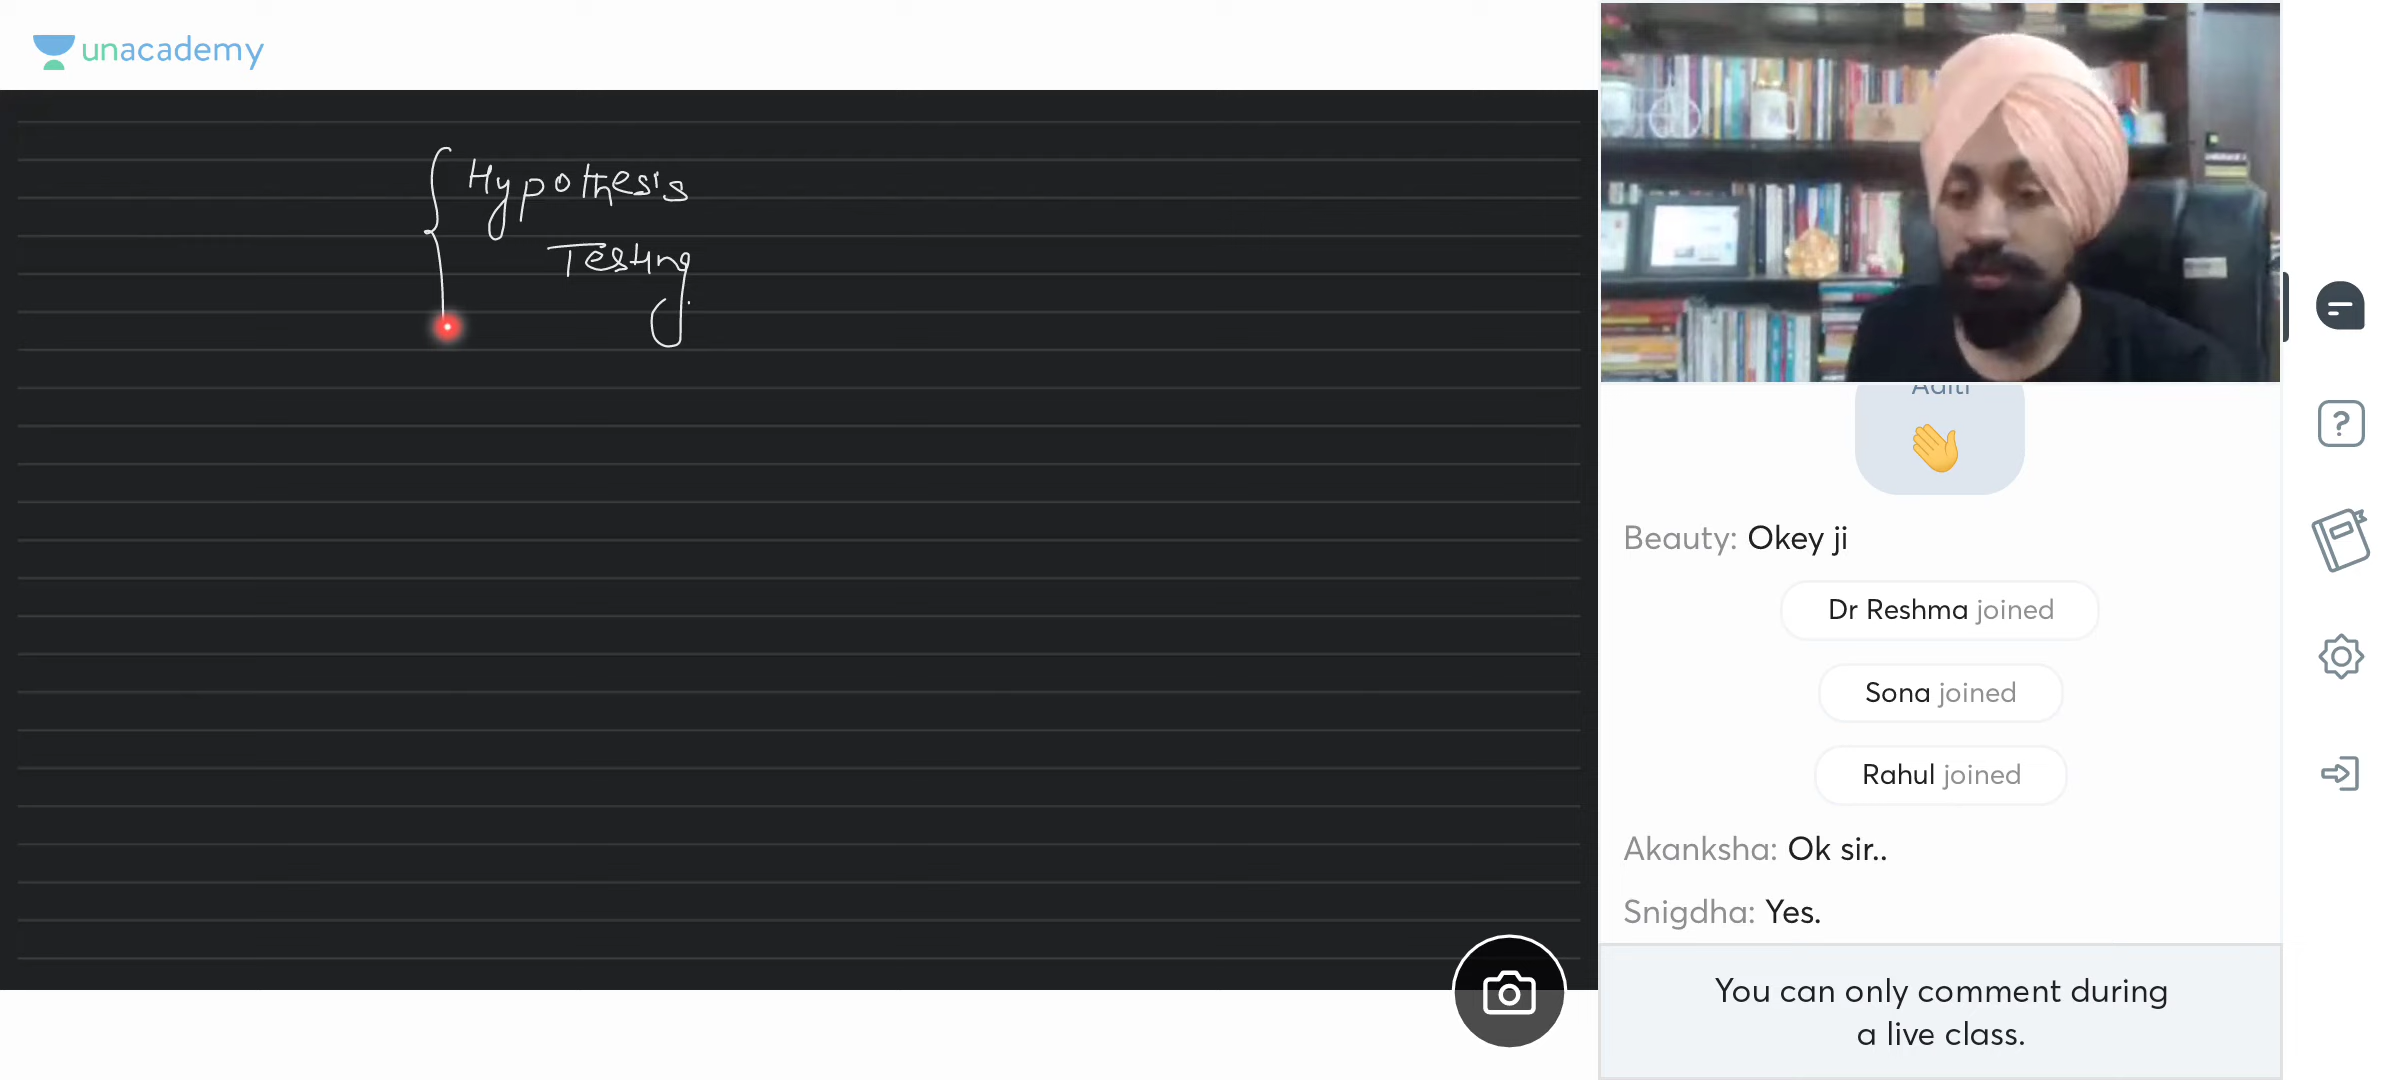 unacademy
Hypothesis
Testing
Beauty: Okey ji
Dr Reshma joined
Sona joined
Rahul joined
Akanksha: Ok sir..
Snigdha: Yes.
You can only comment during
a live class.